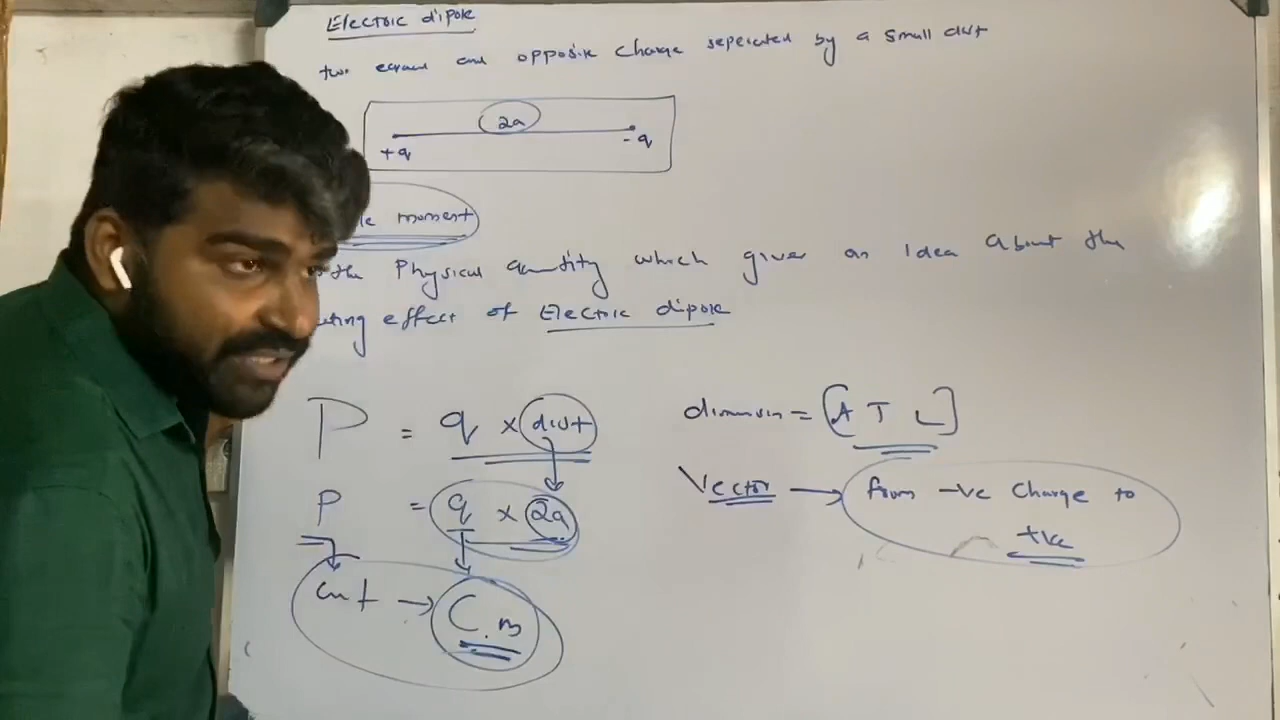 Electric dipole
two equal and opposite charge seperated by a small dist
2a
+q
-q
moment
the Physical quantity which gives an idea About the
effect of Electric dipole
P = q × dist
P = q × 2a
unit → C.m
dimension = [A T L]
Vector → from -ve charge to
+ve